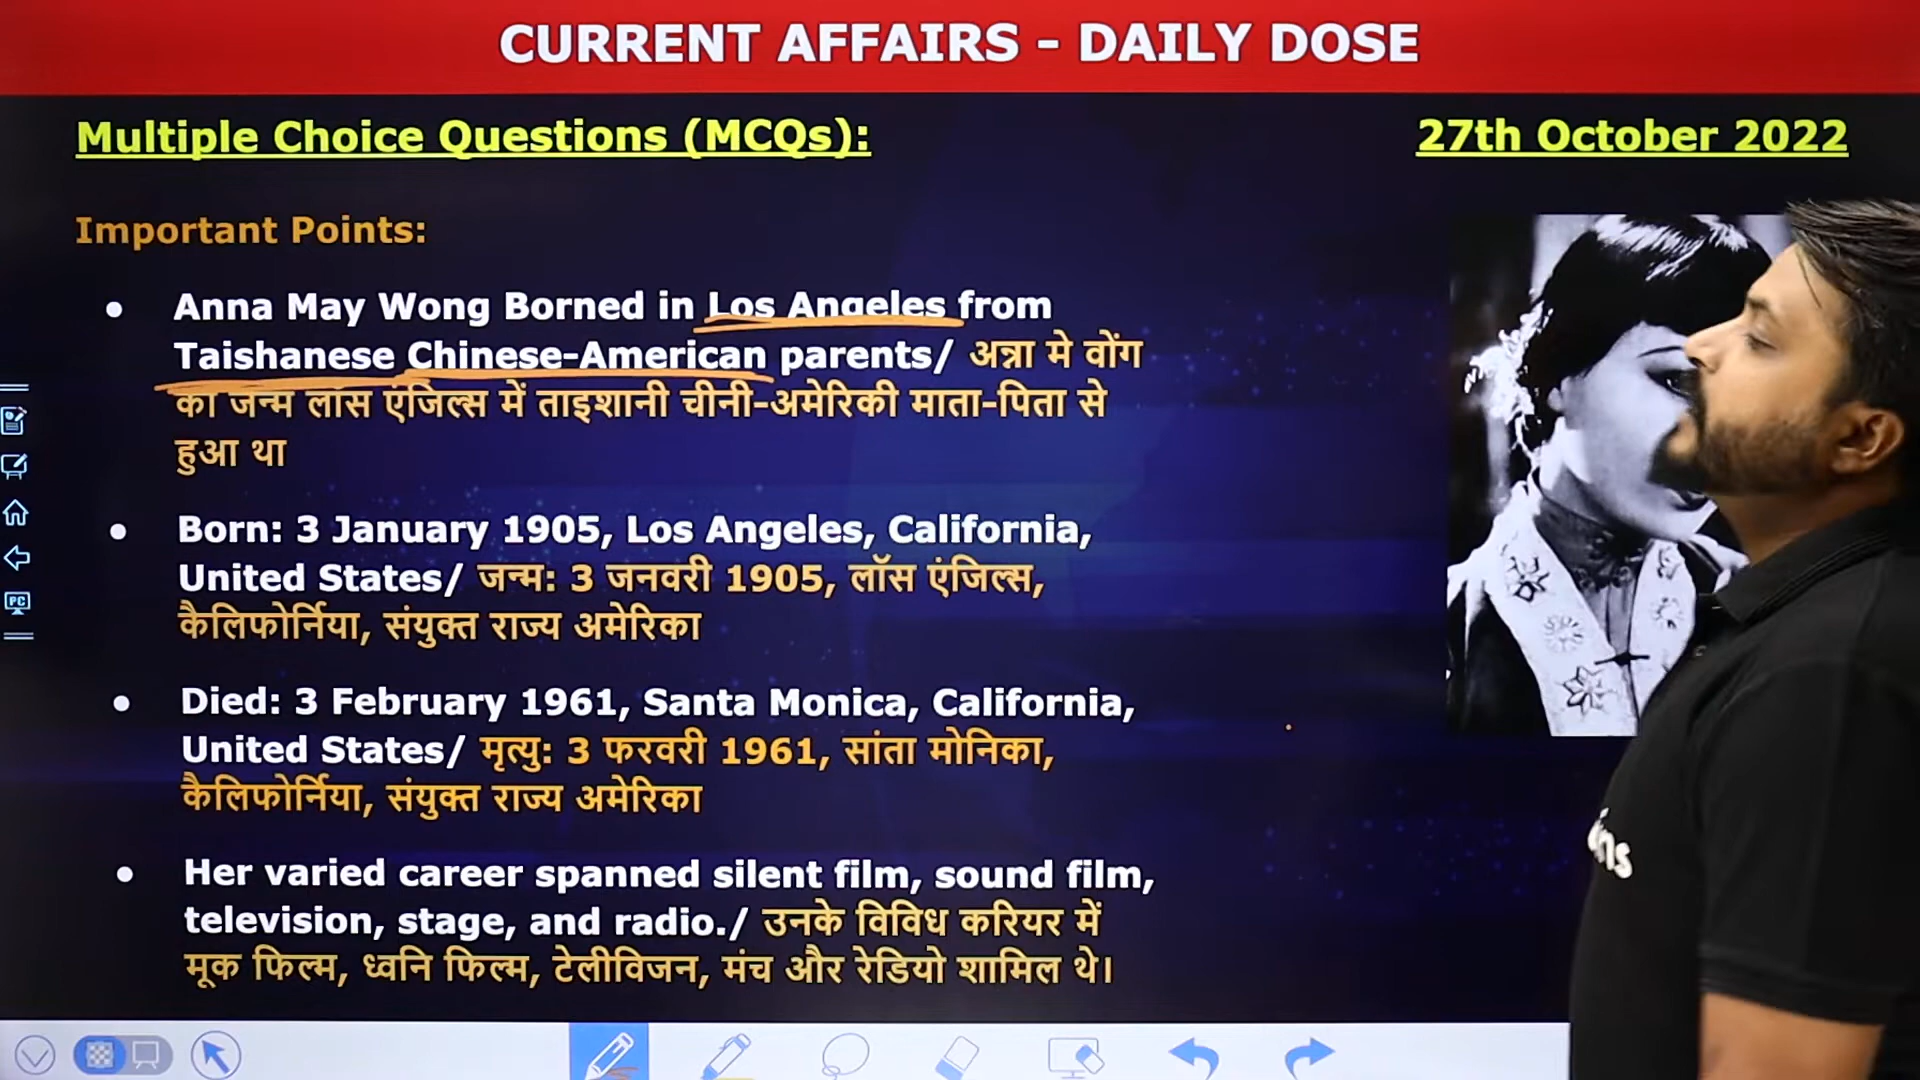 CURRENT AFFAIRS - DAILY DOSE
Multiple Choice Questions (MCQs):
27th October 2022
Important Points:
Anna May Wong Borned in Los Angeles from
Taishanese Chinese-American parents/ अन्ना मे वोंग
का जन्म लॉस एंजिल्स में ताइशानी चीनी-अमेरिकी माता-पिता से
हुआ था
Born: 3 January 1905, Los Angeles, California,
United States/ जन्म: 3 जनवरी 1905, लॉस एंजिल्स,
कैलिफोर्निया, संयुक्त राज्य अमेरिका
Died: 3 February 1961, Santa Monica, California,
United States/ मृत्यु: 3 फरवरी 1961, सांता मोनिका,
कैलिफोर्निया, संयुक्त राज्य अमेरिका
Her varied career spanned silent film, sound film,
television, stage, and radio./ उनके विविध करियर में
मूक फिल्म, ध्वनि फिल्म, टेलीविजन, मंच और रेडियो शामिल थे।
PC